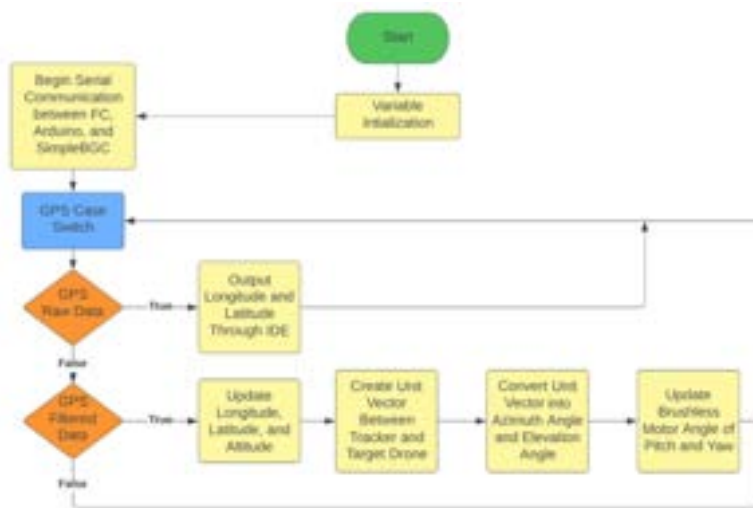 Start
Variable
Intialization
Begin Serial
Communication
between FC,
Arduino, and
SimpleBGC
GPS Case
Switch
GPS
Raw Data
True
Output
Longitude and
Latitude
Through IDE
False
GPS
Filtered
Data
True
Update
Longitude,
Latitude, and
Altitude
Create Unit
Vector
Between
Tracker and
Target Drone
Convert Unit
Vector into
Azimuth Angle
and Elevation
Angle
Update
Brushless
Motor Angle of
Pitch and Yaw
False